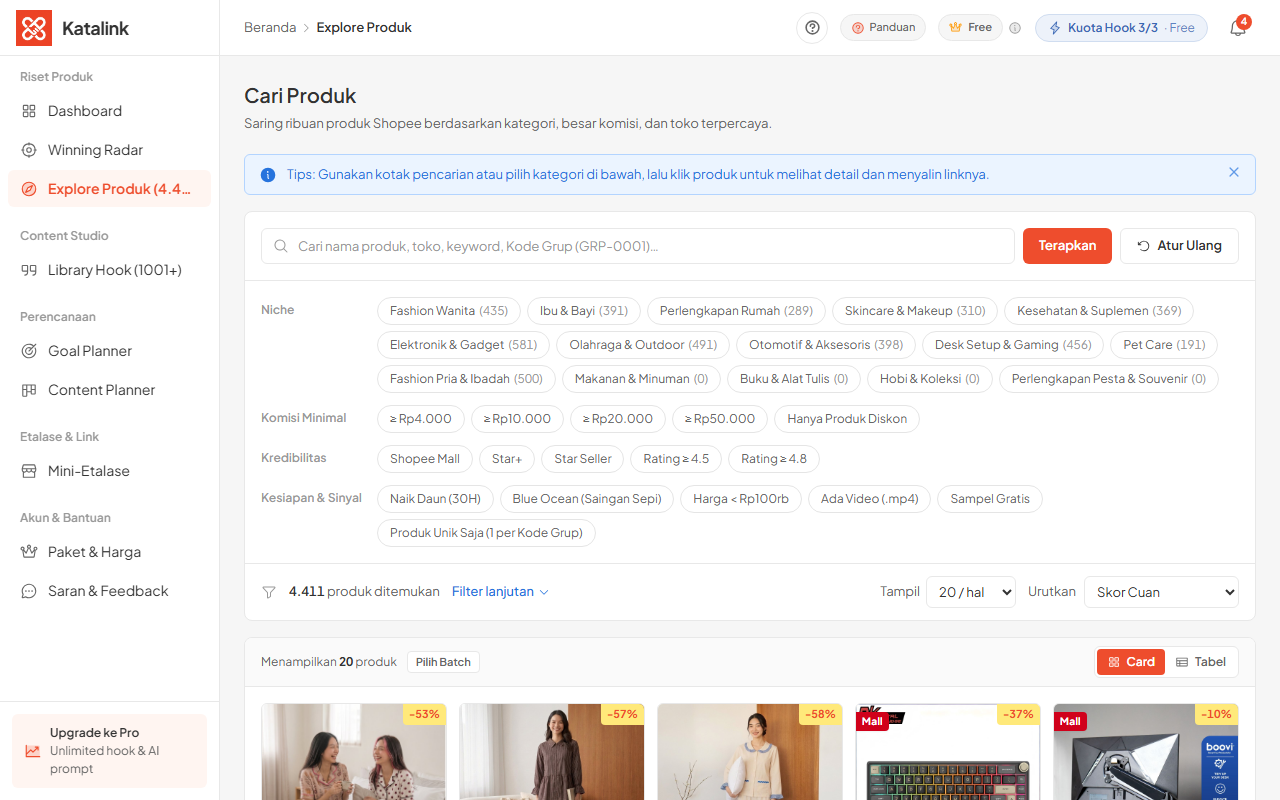 Katalink
Beranda > Explore Produk
Panduan
Free
Kuota Hook 3/3 · Free
4
Riset Produk
Dashboard
Winning Radar
Explore Produk (4.4...
Content Studio
Library Hook (1001+)
Perencanaan
Goal Planner
Content Planner
Etalase & Link
Mini-Etalase
Akun & Bantuan
Paket & Harga
Saran & Feedback
Upgrade ke Pro
Unlimited hook & AI
prompt
Cari Produk
Saring ribuan produk Shopee berdasarkan kategori, besar komisi, dan toko terpercaya.
Tips: Gunakan kotak pencarian atau pilih kategori di bawah, lalu klik produk untuk melihat detail dan menyalin linknya.
Cari nama produk, toko, keyword, Kode Grup (GRP-0001)...
Terapkan
Atur Ulang
Niche
Fashion Wanita (435) Ibu & Bayi (391) Perlengkapan Rumah (289) Skincare & Makeup (310) Kesehatan & Suplemen (369)
Elektronik & Gadget (581) Olahraga & Outdoor (491) Otomotif & Aksesoris (398) Desk Setup & Gaming (456) Pet Care (191)
Fashion Pria & Ibadah (500) Makanan & Minuman (0) Buku & Alat Tulis (0) Hobi & Koleksi (0) Perlengkapan Pesta & Souvenir (0)
Komisi Minimal
≥ Rp4.000 ≥ Rp10.000 ≥ Rp20.000 ≥ Rp50.000 Hanya Produk Diskon
Kredibilitas
Shopee Mall Star+ Star Seller Rating ≥ 4.5 Rating ≥ 4.8
Kesiapan & Sinyal
Naik Daun (30H) Blue Ocean (Saingan Sepi) Harga < Rp100rb Ada Video (.mp4) Sampel Gratis
Produk Unik Saja (1 per Kode Grup)
4.411 produk ditemukan
Filter lanjutan
Tampil
20 / hal
Urutkan
Skor Cuan
Menampilkan 20 produk
Pilih Batch
Card
Tabel
-53%
-57%
-58%
Mall
-37%
Mall
-10%
boovi